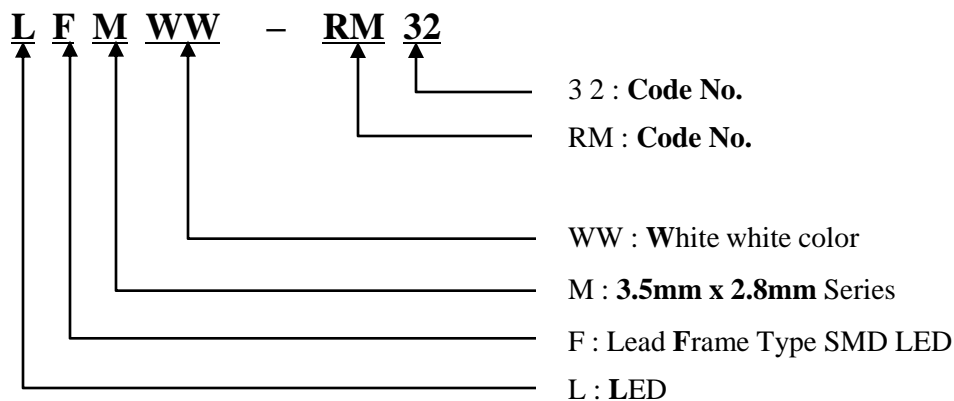 L F M WW – RM 32
3 2 : Code No.
RM : Code No.
WW : White white color
M : 3.5mm x 2.8mm Series
F : Lead Frame Type SMD LED
L : LED